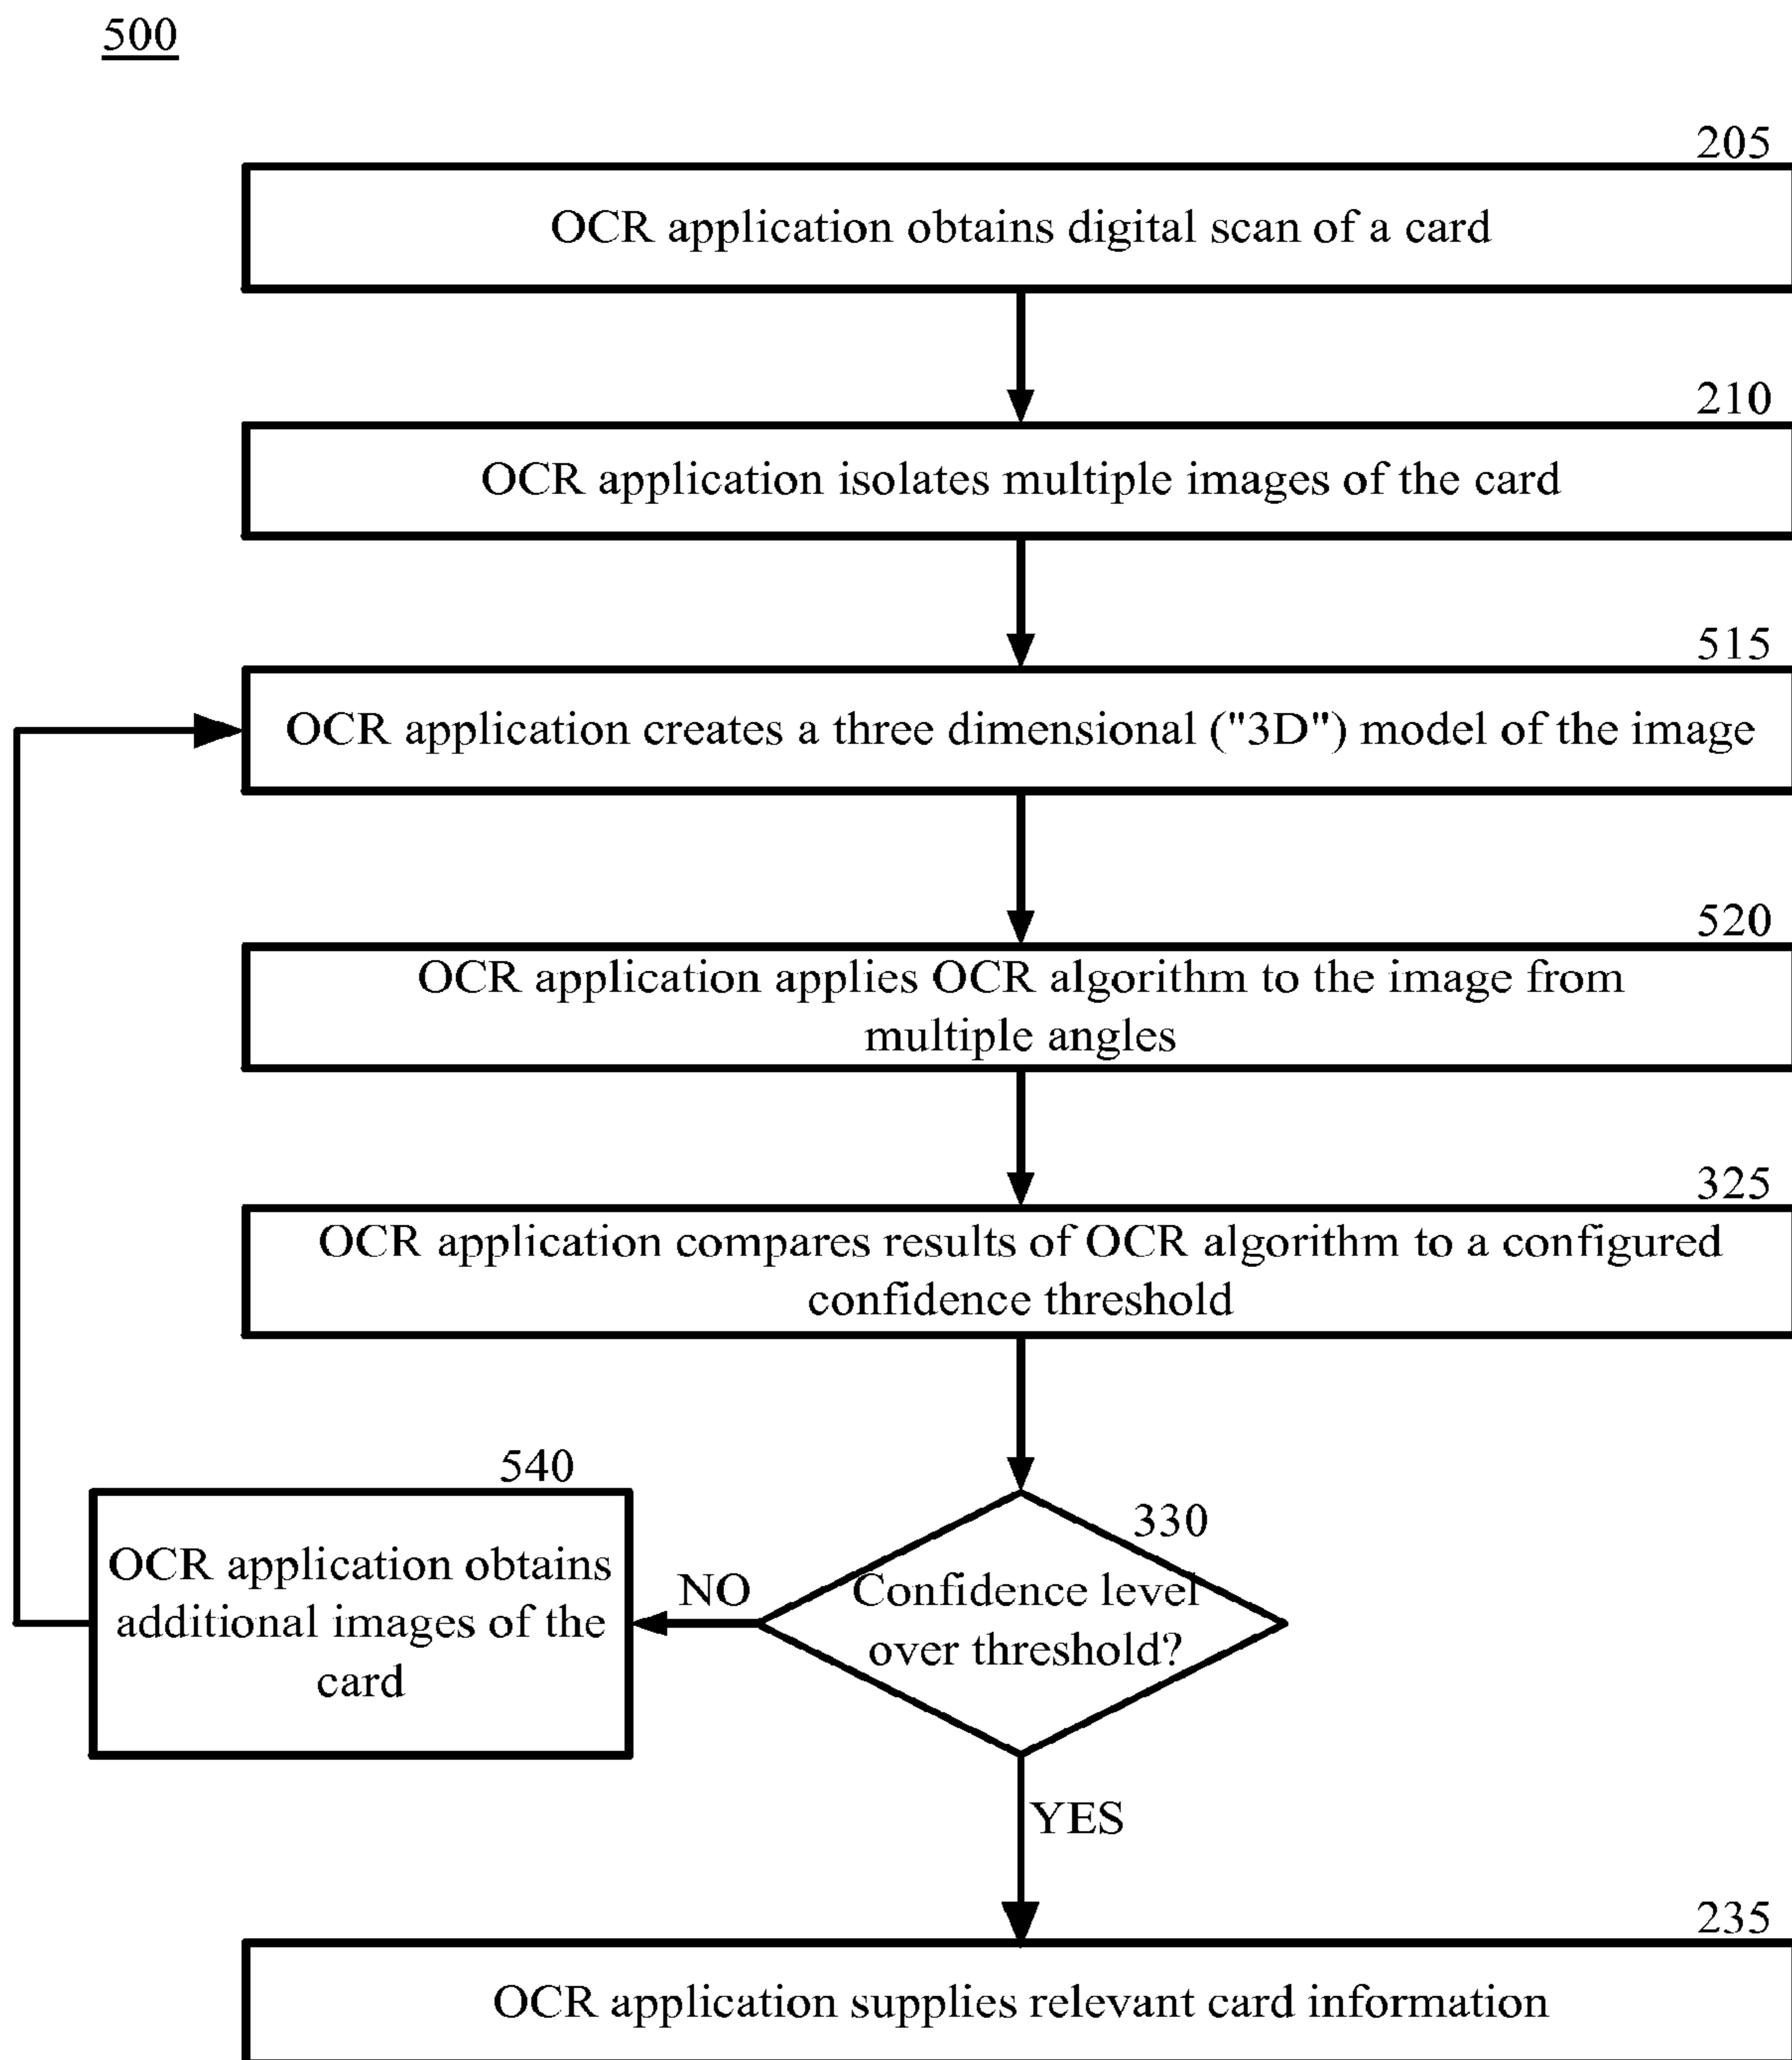 500
205
OCR application obtains digital scan of a card
210
OCR application isolates multiple images of the card
515
OCR application creates a three dimensional ("3D") model of the image
520
OCR application applies OCR algorithm to the image from
multiple angles
325
OCR application compares results of OCR algorithm to a configured
confidence threshold
540
OCR application obtains
additional images of the
card
NO
330
Confidence level
over threshold?
YES
235
OCR application supplies relevant card information